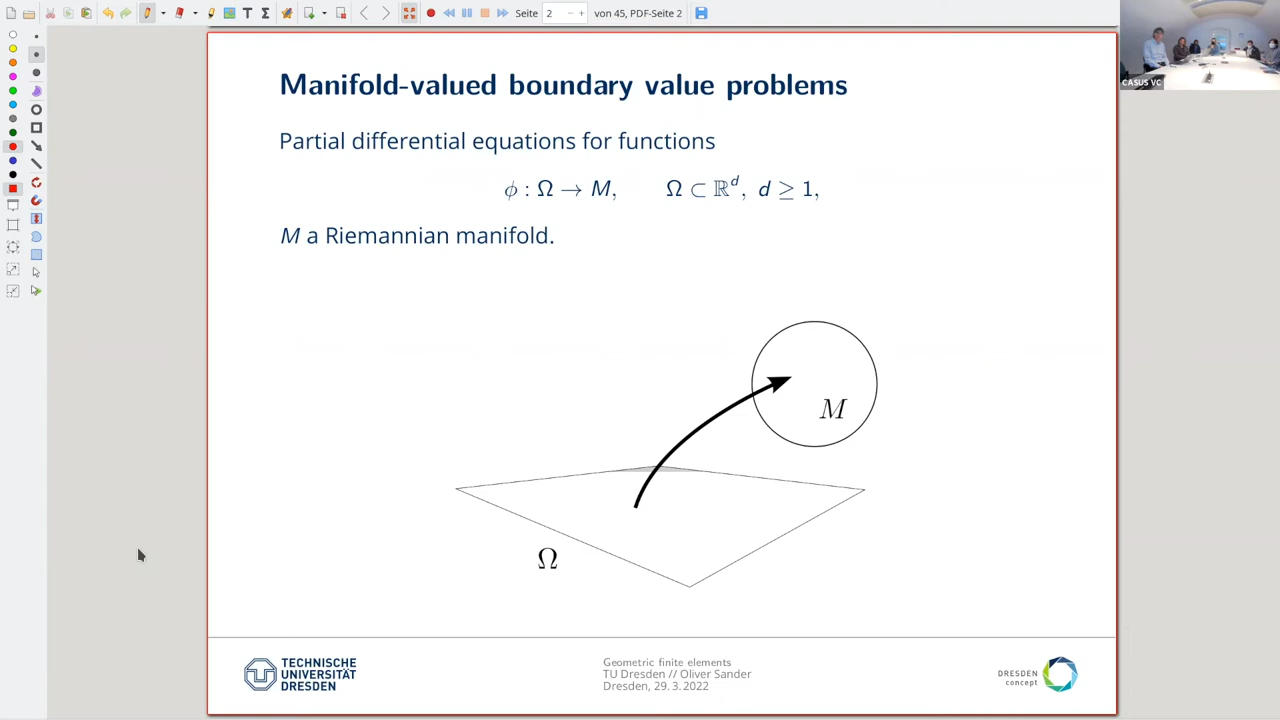 Seite 2 von 45, PDF-Seite 2
CASUS VC
Manifold-valued boundary value problems
Partial differential equations for functions
ϕ : Ω → M, Ω ⊂ ℝᵈ, d ≥ 1,
M a Riemannian manifold.
M
Ω
TECHNISCHE
UNIVERSITÄT
DRESDEN
Geometric finite elements
TU Dresden // Oliver Sander
Dresden, 29. 3. 2022
DRESDEN
concept